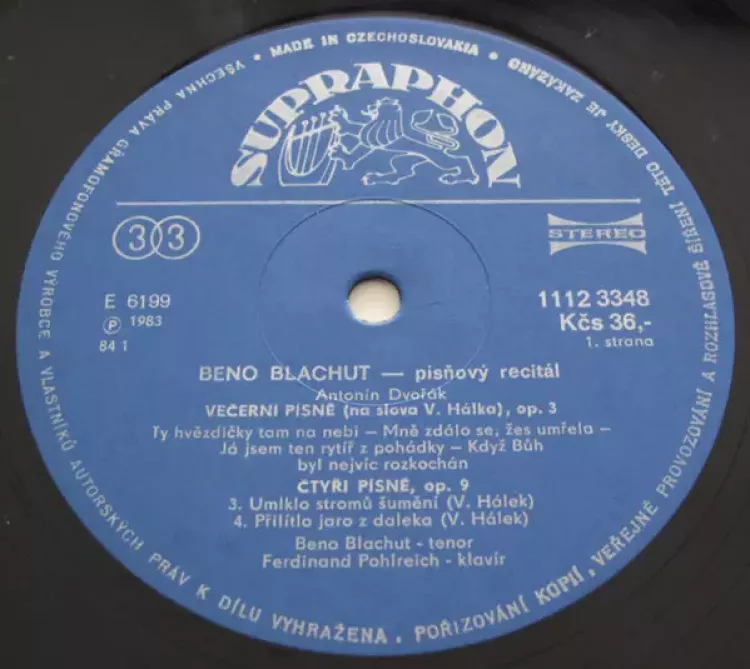 MADE IN CZECHOSLOVAKIA
SUPRAPHON
33
STEREO
E 6199
1112 3348
Ⓟ 1983
Kčs 36,-
84 1
1. strana
BENO BLACHUT — písňový recitál
Antonín Dvořák
VEČERNÍ PÍSNĚ (na slova V. Hálka), op. 3
Ty hvězdičky tam na nebi – Mně zdálo se, žes umřela –
Já jsem ten rytíř z pohádky – Když Bůh
byl nejvíc rozkochán
ČTYŘI PÍSNĚ, op. 9
3. Umlklo stromů šumění (V. Hálek)
4. Přilítlo jaro z daleka (V. Hálek)
Beno Blachut - tenor
Ferdinand Pohlreich - klavír
VŠECHNA PRÁVA GRAMOFONOVÉHO VÝROBCE A VLASTNÍKŮ AUTORSKÝCH PRÁV K DÍLU VYHRAŽENA. POŘIZOVÁNÍ KOPIÍ, VEŘEJNÉ PROVOZOVÁNÍ A ROZHLASOVÉ ŠÍŘENÍ TÉTO DESKY JE ZAKÁZÁNO